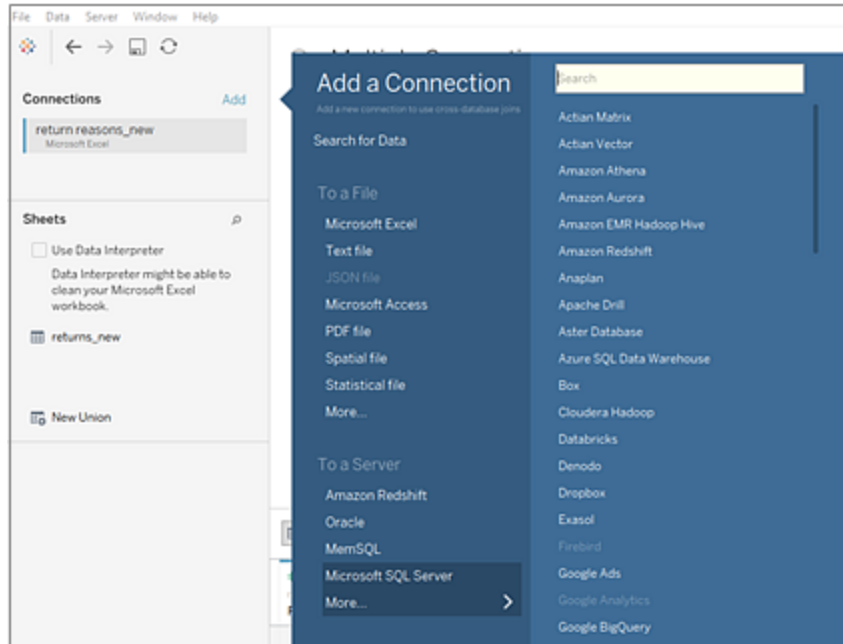 File Data Server Window Help
Connections Add
return reasons_new
Microsoft Excel
Sheets
Use Data Interpreter
Data Interpreter might be able to
clean your Microsoft Excel
workbook.
returns_new
New Union
Add a Connection
Add a new connection to use cross-database joins
Search for Data
To a File
Microsoft Excel
Text file
JSON file
Microsoft Access
PDF file
Spatial file
Statistical file
More...
To a Server
Amazon Redshift
Oracle
MemSQL
Microsoft SQL Server
More...
Search
Actian Matrix
Actian Vector
Amazon Athena
Amazon Aurora
Amazon EMR Hadoop Hive
Amazon Redshift
Anaplan
Apache Drill
Aster Database
Azure SQL Data Warehouse
Box
Cloudera Hadoop
Databricks
Denodo
Dropbox
Exasol
Firebird
Google Ads
Google Analytics
Google BigQuery